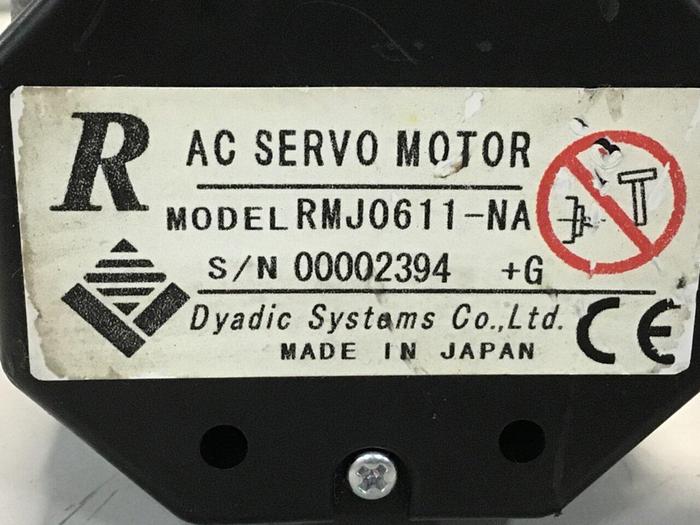 R
AC SERVO MOTOR
MODEL RMJ0611-NA
S/N 00002394 +G
Dyadic Systems Co.,Ltd.
MADE IN JAPAN
CE